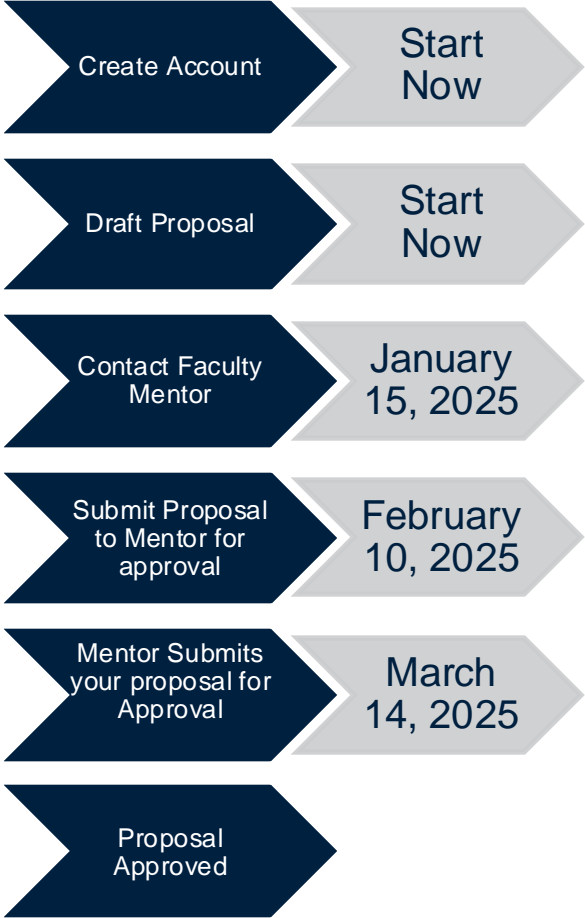 Create Account
Start
Now
Draft Proposal
Start
Now
Contact Faculty
Mentor
January
15, 2025
Submit Proposal
to Mentor for
approval
February
10, 2025
Mentor Submits
your proposal for
Approval
March
14, 2025
Proposal
Approved